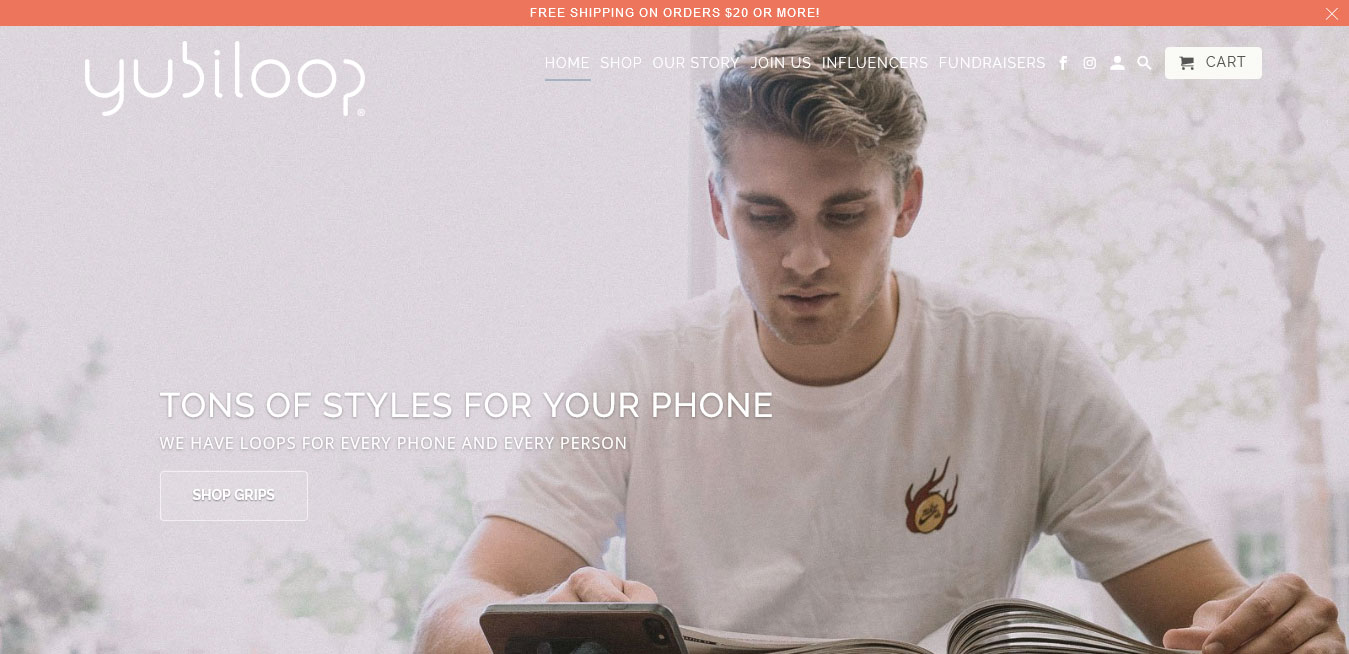 FREE SHIPPING ON ORDERS $20 OR MORE!
yubiloop®
HOME SHOP OUR STORY JOIN US INFLUENCERS FUNDRAISERS CART
TONS OF STYLES FOR YOUR PHONE
WE HAVE LOOPS FOR EVERY PHONE AND EVERY PERSON
SHOP GRIPS